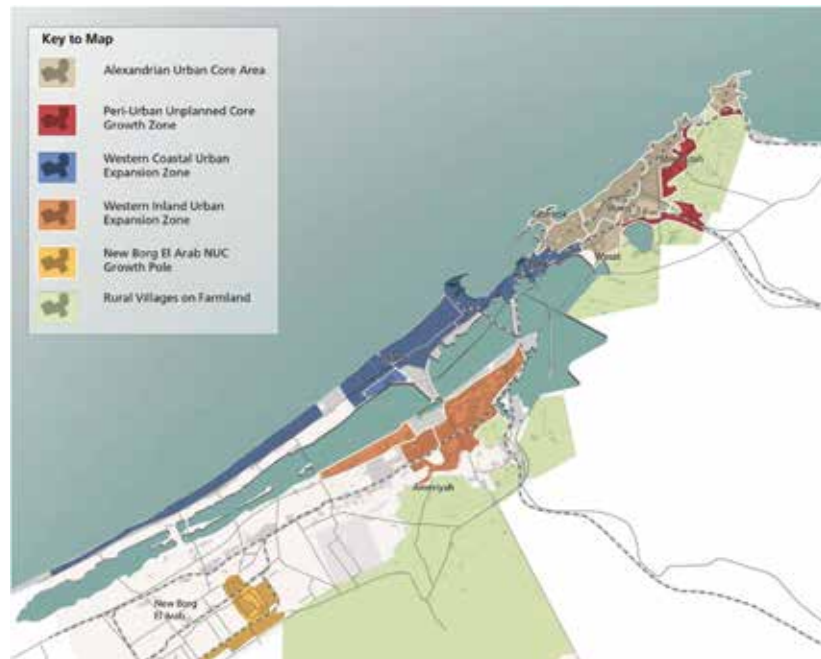 Key to Map
Alexandrian Urban Core Area
Peri-Urban Unplanned Core
Growth Zone
Western Coastal Urban
Expansion Zone
Western Inland Urban
Expansion Zone
New Borg El Arab NUC
Growth Pole
Rural Villages on Farmland
Ameriyah
New Borg
El Arab